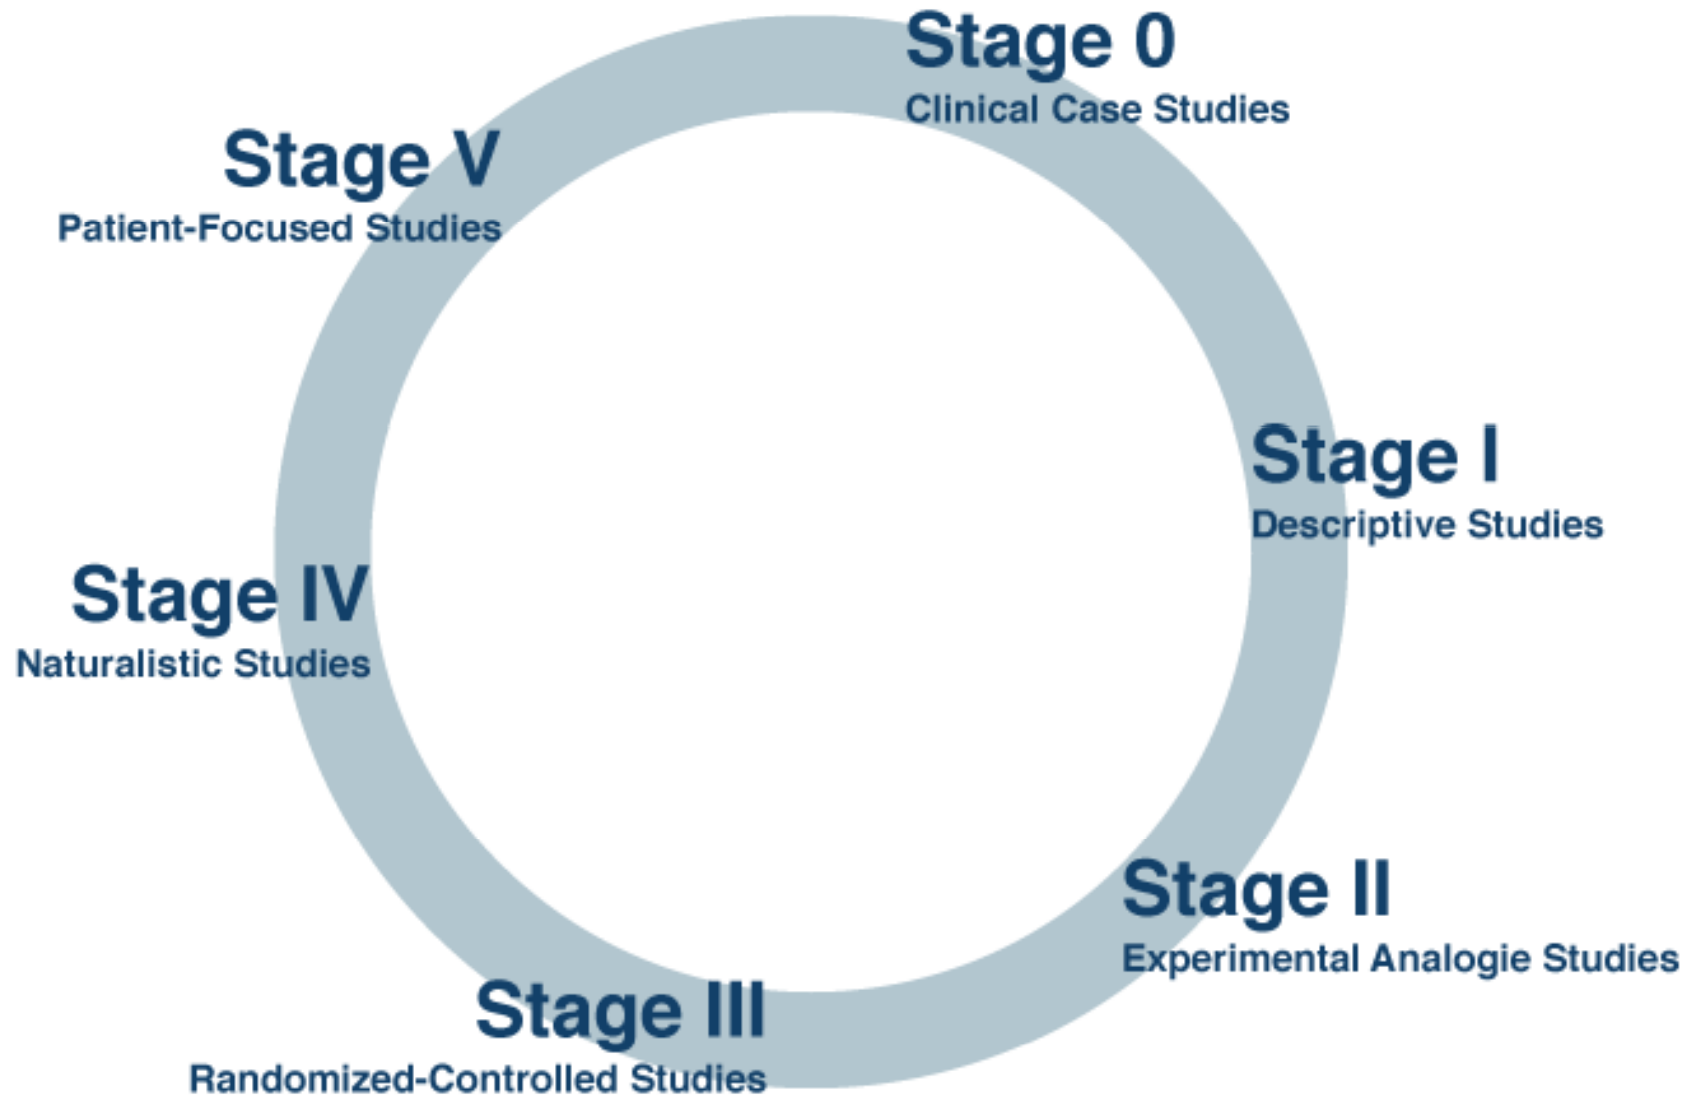 Stage 0
Clinical Case Studies
Stage V
Patient-Focused Studies
Stage I
Descriptive Studies
Stage IV
Naturalistic Studies
Stage II
Experimental Analogie Studies
Stage III
Randomized-Controlled Studies